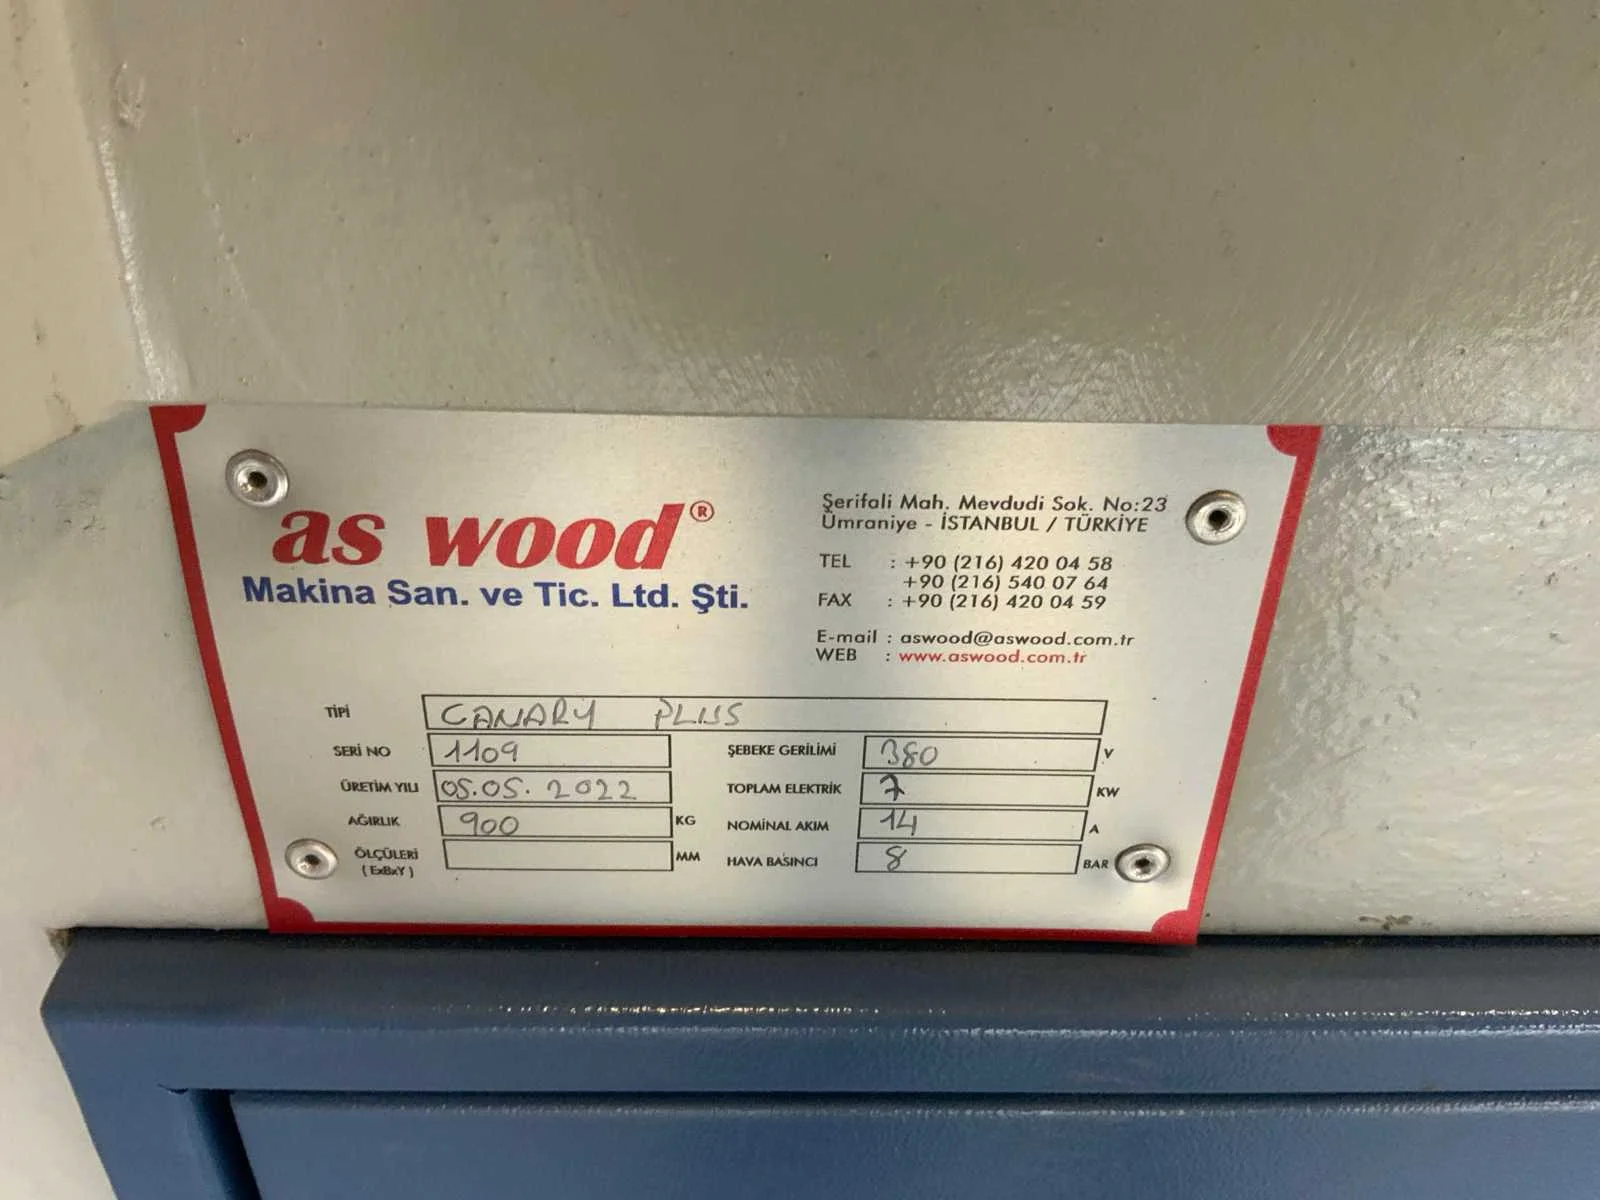 as wood®
Makina San. ve Tic. Ltd. Şti.
Şerifali Mah. Mevdudi Sok. No:23
Ümraniye - İSTANBUL / TÜRKİYE
TEL : +90 (216) 420 04 58
+90 (216) 540 07 64
FAX : +90 (216) 420 04 59
E-mail : aswood@aswood.com.tr
WEB : www.aswood.com.tr
TİPİ CANARY PLUS
SERİ NO 1109
ÜRETİM YILI 05.05.2022
AĞIRLIK 900 KG
ÖLÇÜLERİ MM
(ExBxY)
ŞEBEKE GERİLİMİ 380 V
TOPLAM ELEKTRİK 7 KW
NOMİNAL AKIM 14 A
HAVA BASINCI 8 BAR